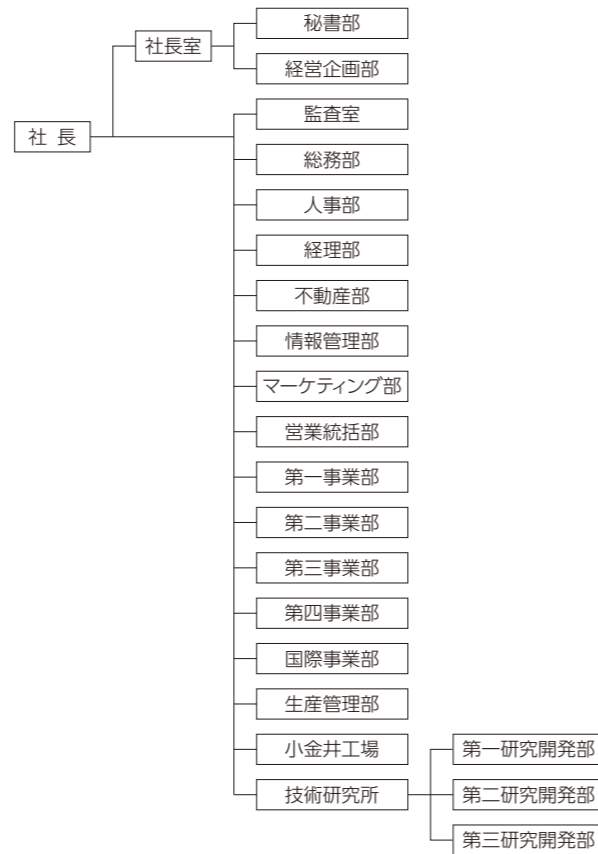 秘書部
社長室
経営企画部
監査室
社 長
総務部
人事部
経理部
不動産部
情報管理部
マーケティング部
営業統括部
第一事業部
第二事業部
第三事業部
第四事業部
国際事業部
生産管理部
小金井工場
第一研究開発部
技術研究所
第二研究開発部
第三研究開発部